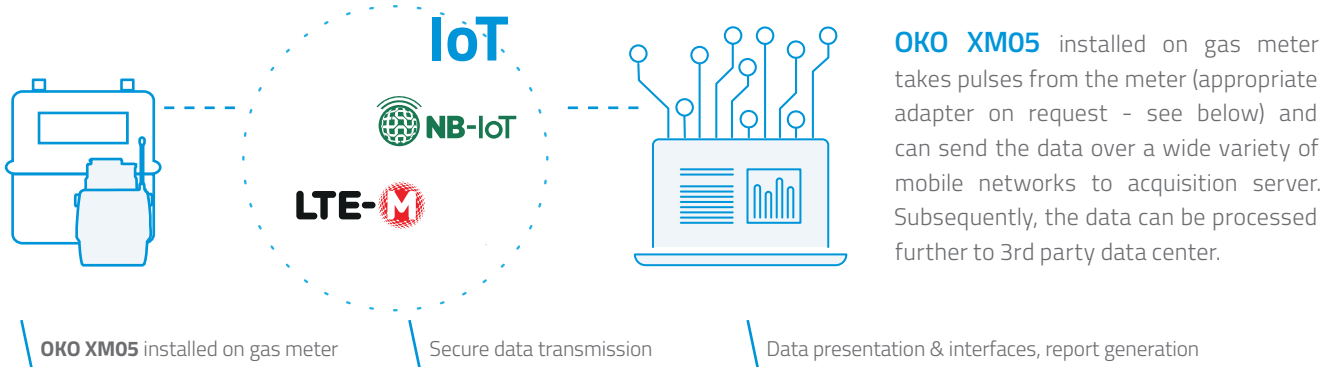 IoT
NB-IoT
LTE-M
OKO XM05 installed on gas meter
takes pulses from the meter (appropriate
adapter on request - see below) and
can send the data over a wide variety of
mobile networks to acquisition server.
Subsequently, the data can be processed
further to 3rd party data center.
OKO XM05 installed on gas meter
Secure data transmission
Data presentation & interfaces, report generation